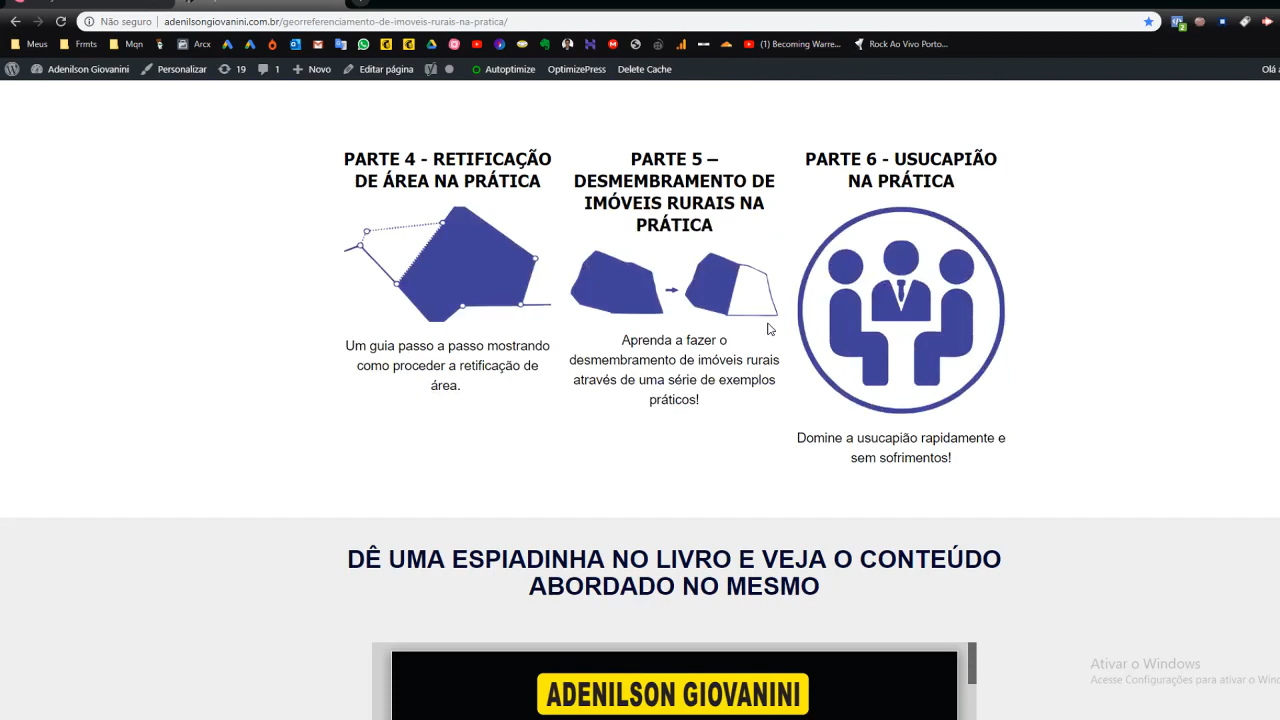 Não seguro | adenilsongiovanini.com.br/georreferenciamento-de-imoveis-rurais-na-pratica/
Meus Frmts Mqn Arcx (1) Becoming Warre... Rock Ao Vivo Porto...
Adenilson Giovanini Personalizar 19 1 Novo Editar página Autoptimize OptimizePress Delete Cache Olá
PARTE 4 - RETIFICAÇÃO
DE ÁREA NA PRÁTICA
Um guia passo a passo mostrando
como proceder a retificação de
área.
PARTE 5 –
DESMEMBRAMENTO DE
IMÓVEIS RURAIS NA
PRÁTICA
Aprenda a fazer o
desmembramento de imóveis rurais
através de uma série de exemplos
práticos!
PARTE 6 - USUCAPIÃO
NA PRÁTICA
Domine a usucapião rapidamente e
sem sofrimentos!
DÊ UMA ESPIADINHA NO LIVRO E VEJA O CONTEÚDO
ABORDADO NO MESMO
ADENILSON GIOVANINI
Ativar o Windows
Acesse Configurações para ativar o Win